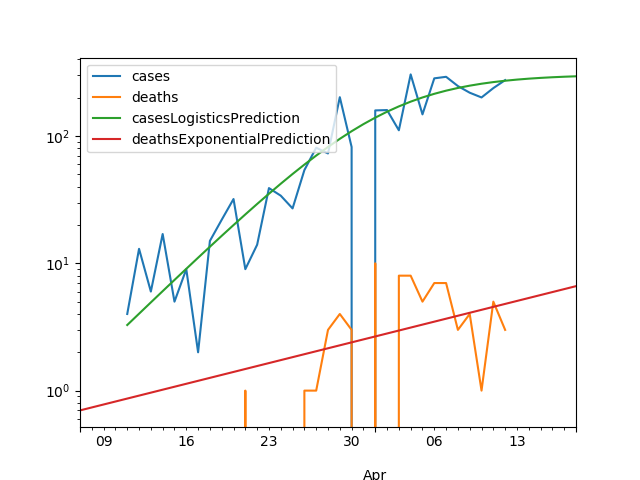 cases
deaths
casesLogisticsPrediction
deathsExponentialPrediction
10²
10¹
10⁰
09 16 23 30 06 13
Apr